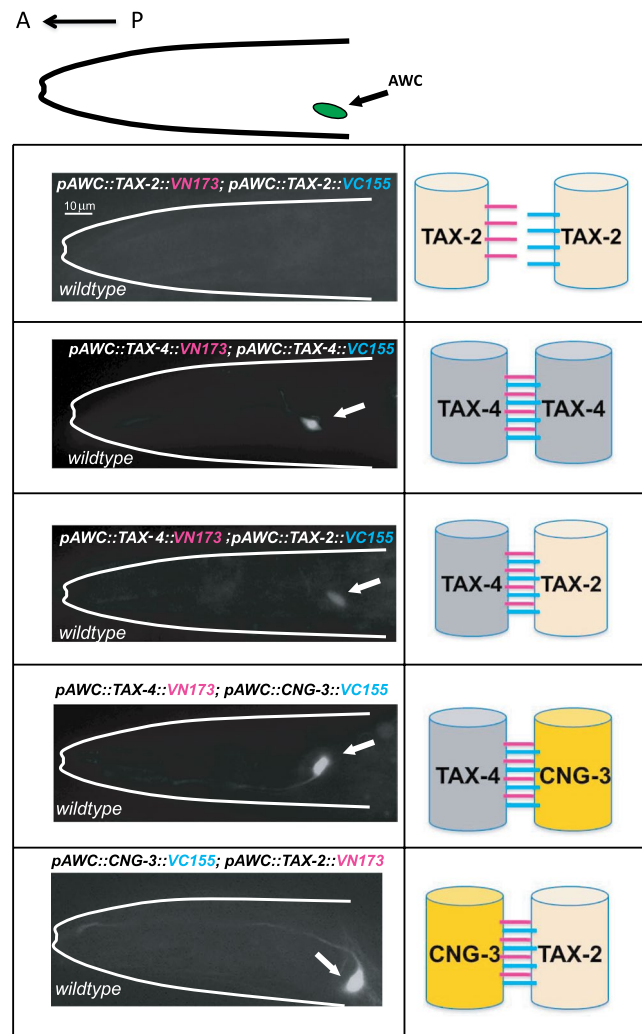 A P
AWC
pAWC::TAX-2::VN173; pAWC::TAX-2::VC155
10 µm
wildtype
TAX-2 TAX-2
pAWC::TAX-4::VN173; pAWC::TAX-4::VC155
wildtype
TAX-4 TAX-4
pAWC::TAX-4::VN173 ;pAWC::TAX-2::VC155
wildtype
TAX-4 TAX-2
pAWC::TAX-4::VN173; pAWC::CNG-3::VC155
wildtype
TAX-4 CNG-3
pAWC::CNG-3::VC155; pAWC::TAX-2::VN173
wildtype
CNG-3 TAX-2